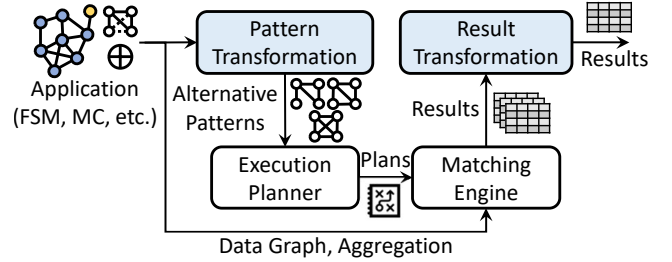 Application
(FSM, MC, etc.)
Pattern
Transformation
Result
Transformation
Results
Alternative
Patterns
Results
Execution
Planner
Plans
Matching
Engine
Data Graph, Aggregation